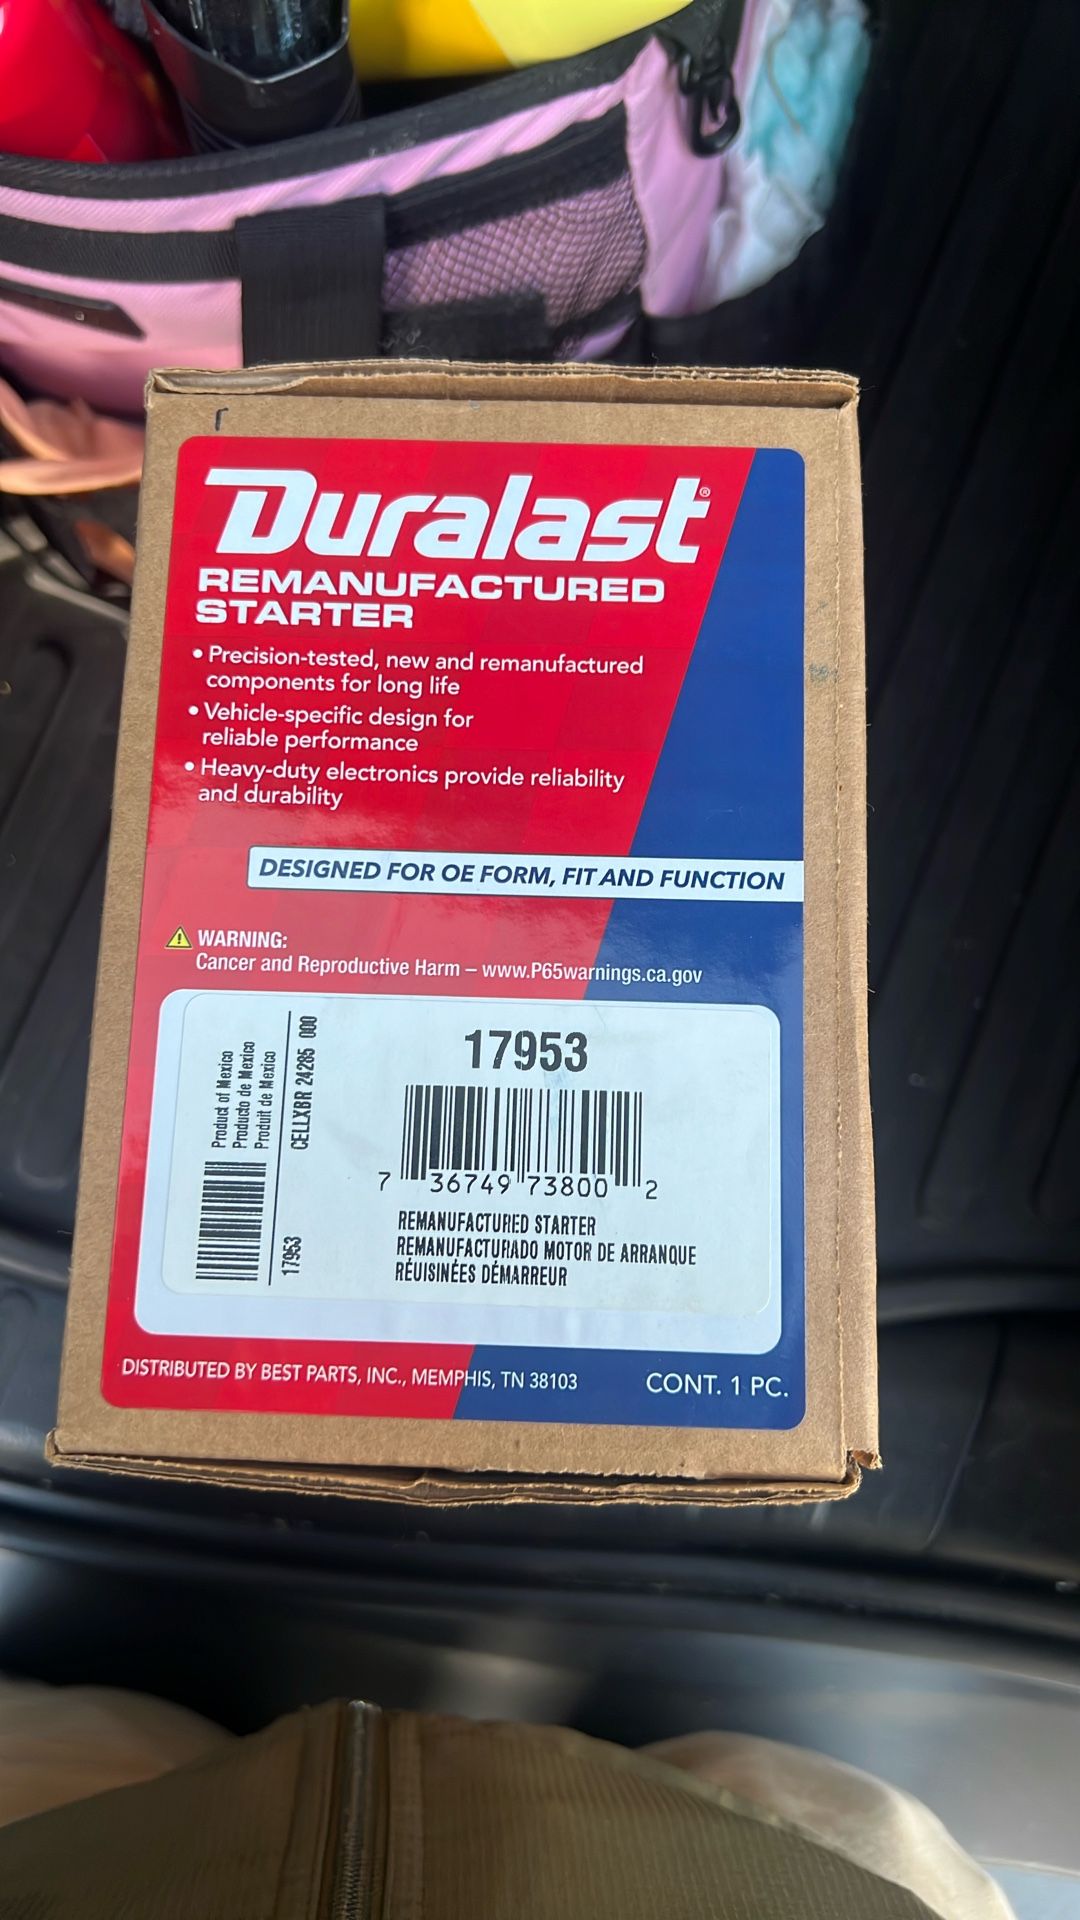 Duralast®
REMANUFACTURED
STARTER
• Precision-tested, new and remanufactured
components for long life
• Vehicle-specific design for
reliable performance
• Heavy-duty electronics provide reliability
and durability
DESIGNED FOR OE FORM, FIT AND FUNCTION
WARNING:
Cancer and Reproductive Harm – www.P65warnings.ca.gov
Product of Mexico
Producto de Mexico
Produit de Mexico
CELLXBR 24285 000
17953
17953
7 36749 73800 2
REMANUFACTURED STARTER
REMANUFACTURADO MOTOR DE ARRANQUE
RÉUISINÉES DÉMARREUR
DISTRIBUTED BY BEST PARTS, INC., MEMPHIS, TN 38103
CONT. 1 PC.